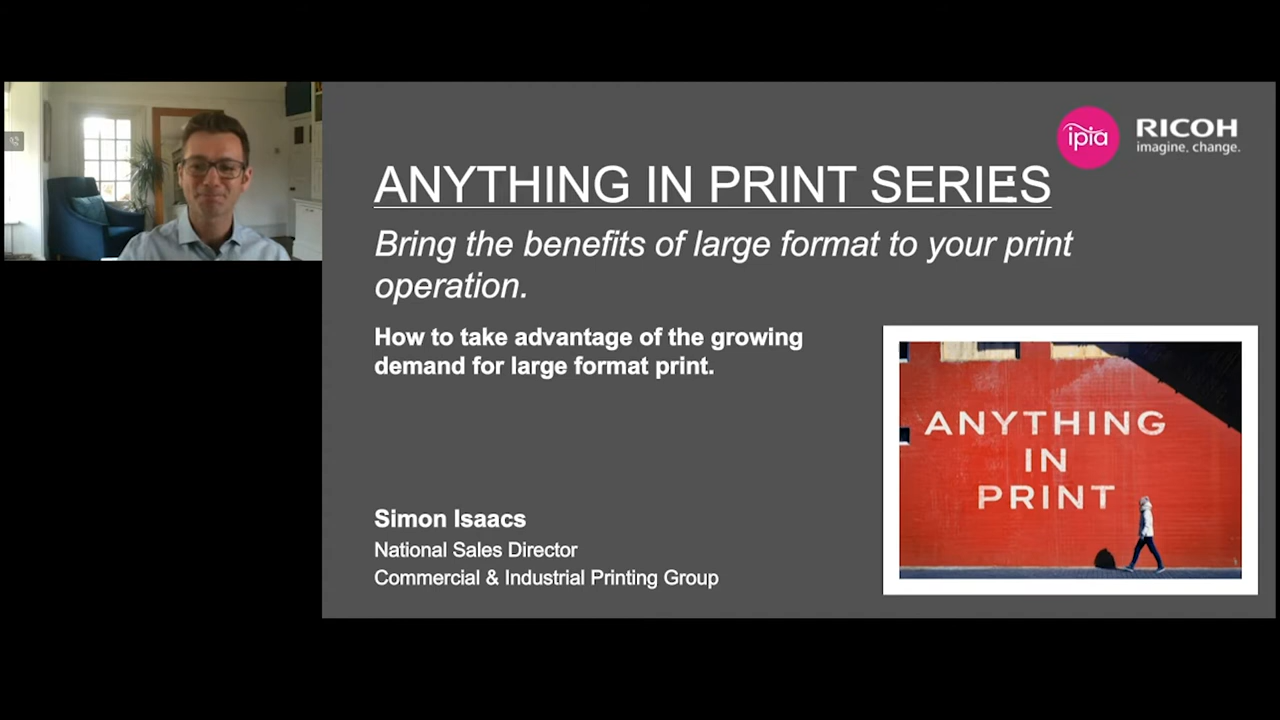 ipia
RICOH
imagine. change.
ANYTHING IN PRINT SERIES
Bring the benefits of large format to your print
operation.
How to take advantage of the growing
demand for large format print.
ANYTHING
IN
PRINT
Simon Isaacs
National Sales Director
Commercial & Industrial Printing Group